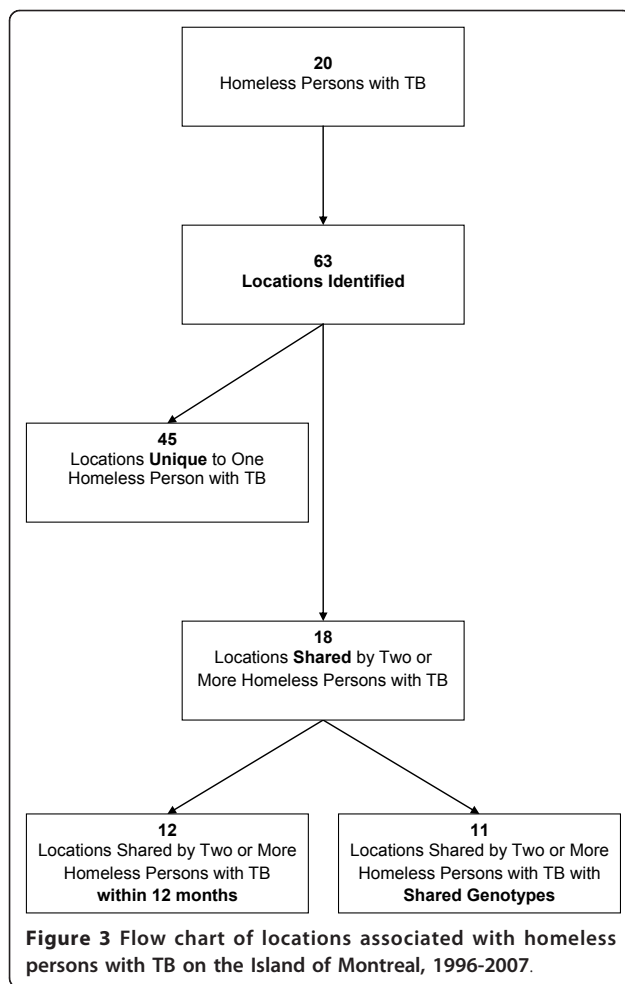 20
Homeless Persons with TB
63
Locations Identified
45
Locations Unique to One
Homeless Person with TB
18
Locations Shared by Two or
More Homeless Persons with TB
12
Locations Shared by Two or More
Homeless Persons with TB
within 12 months
11
Locations Shared by Two or More
Homeless Persons with TB with
Shared Genotypes
Figure 3 Flow chart of locations associated with homeless
persons with TB on the Island of Montreal, 1996-2007.